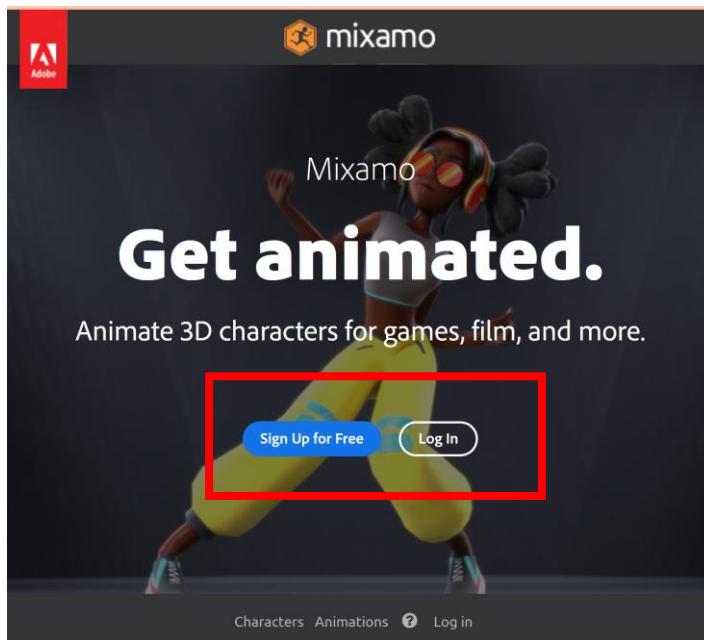 mixamo
Adobe
Mixamo
Get animated.
Animate 3D characters for games, film, and more.
Sign Up for Free Log In
Characters Animations ? Log in